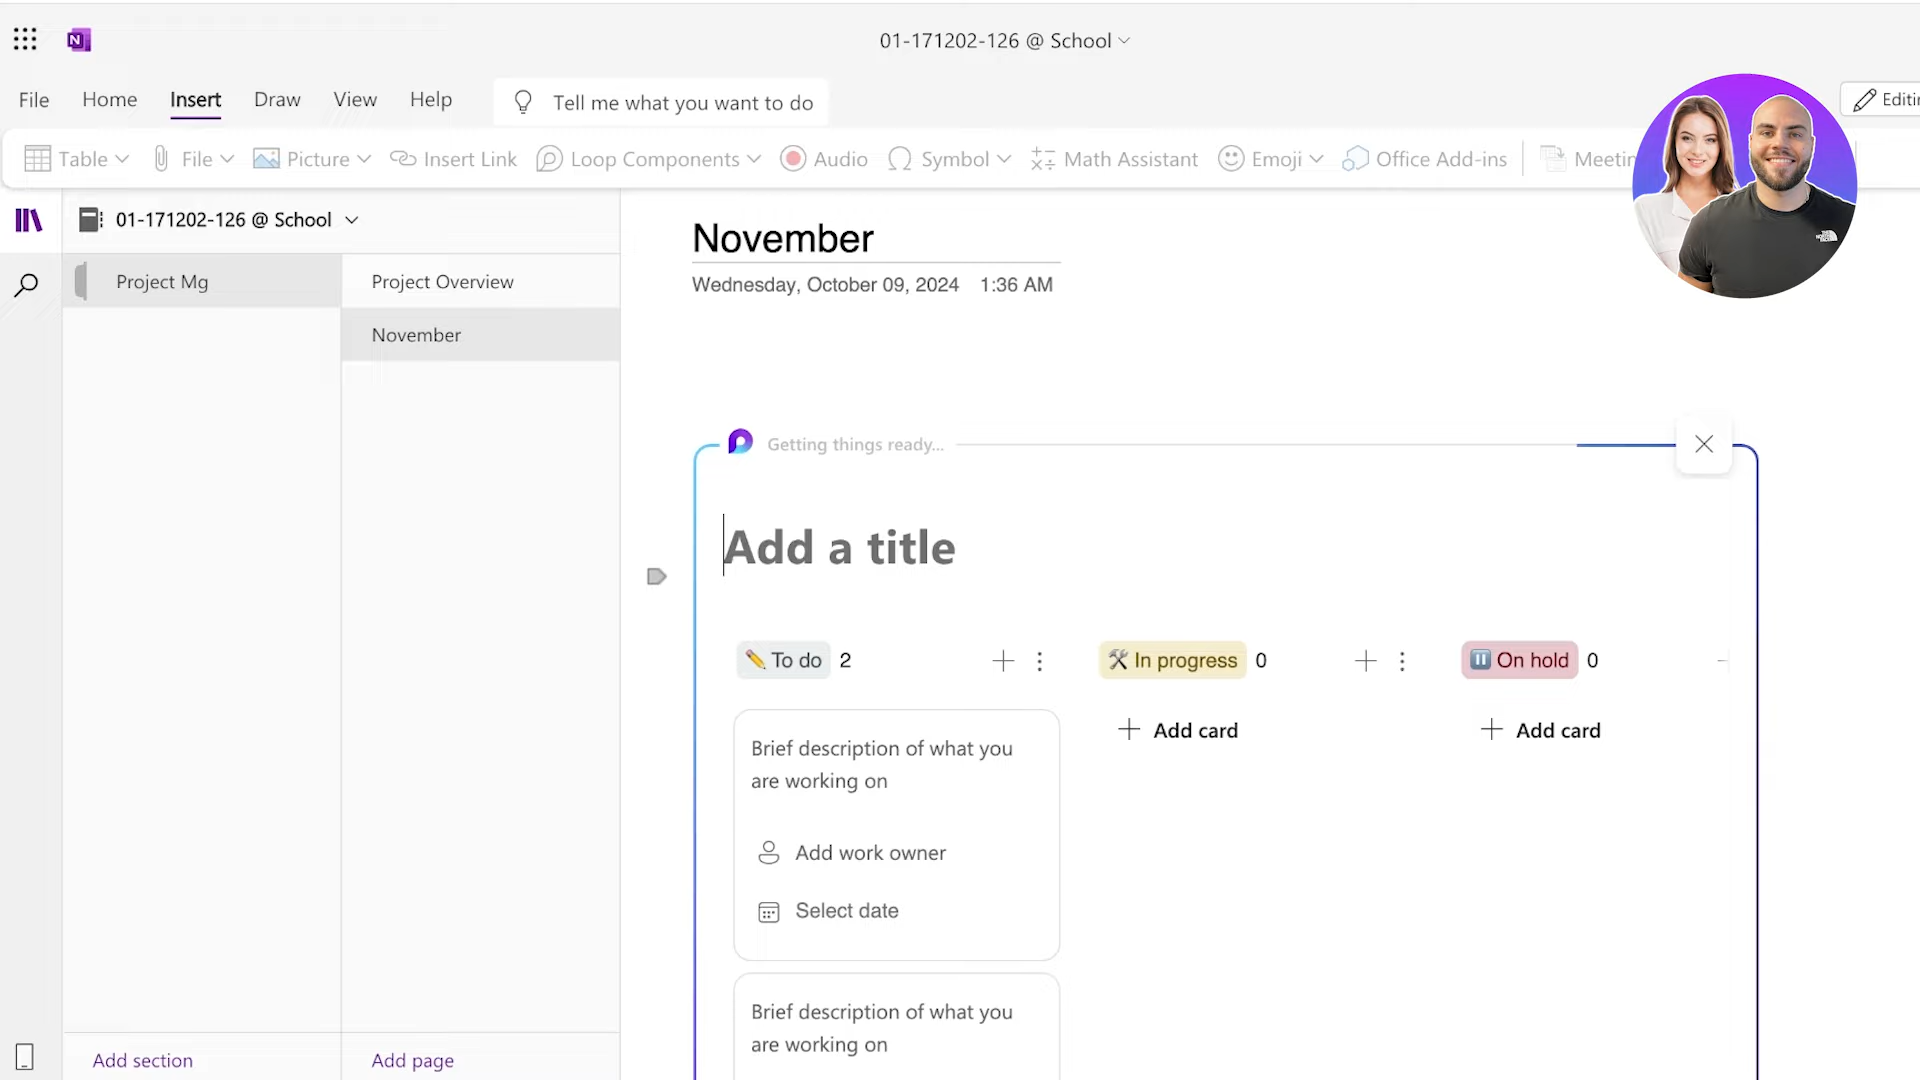 01-171202-126 @ School
File Home Insert Draw View Help Tell me what you want to do
Table File Picture Insert Link Loop Components Audio Symbol Math Assistant Emoji Office Add-ins
01-171202-126 @ School
Project Mg
Project Overview
November
Add section
Add page
November
Wednesday, October 09, 2024 1:36 AM
Getting things ready...
Add a title
To do 2
In progress 0
On hold 0
Add card
Add card
Brief description of what you
are working on
Add work owner
Select date
Brief description of what you
are working on